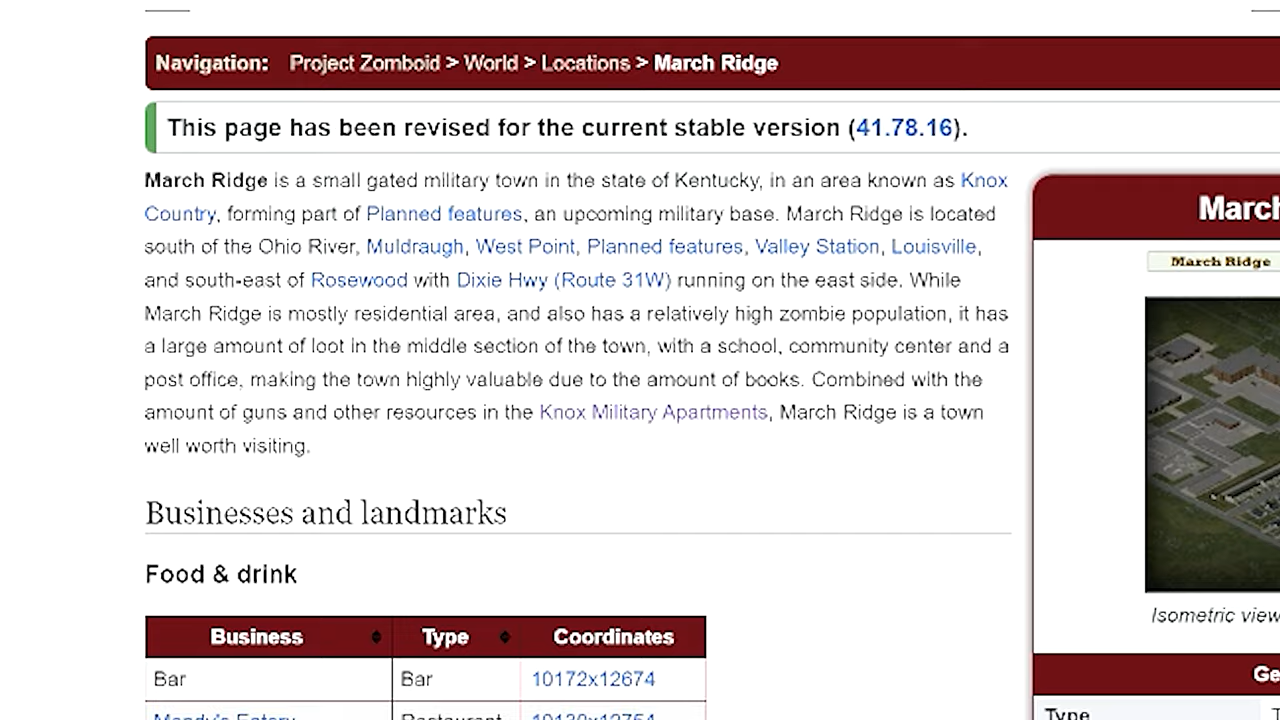 Navigation: Project Zomboid > World > Locations > March Ridge
This page has been revised for the current stable version (41.78.16).
March Ridge is a small gated military town in the state of Kentucky, in an area known as Knox
Country, forming part of Planned features, an upcoming military base. March Ridge is located
south of the Ohio River, Muldraugh, West Point, Planned features, Valley Station, Louisville,
and south-east of Rosewood with Dixie Hwy (Route 31W) running on the east side. While
March Ridge is mostly residential area, and also has a relatively high zombie population, it has
a large amount of loot in the middle section of the town, with a school, community center and a
post office, making the town highly valuable due to the amount of books. Combined with the
amount of guns and other resources in the Knox Military Apartments, March Ridge is a town
well worth visiting.
March
March Ridge
Isometric view
Ge
Type
Businesses and landmarks
Food & drink
Business Type Coordinates
Bar Bar 10172x12674
Restaurant